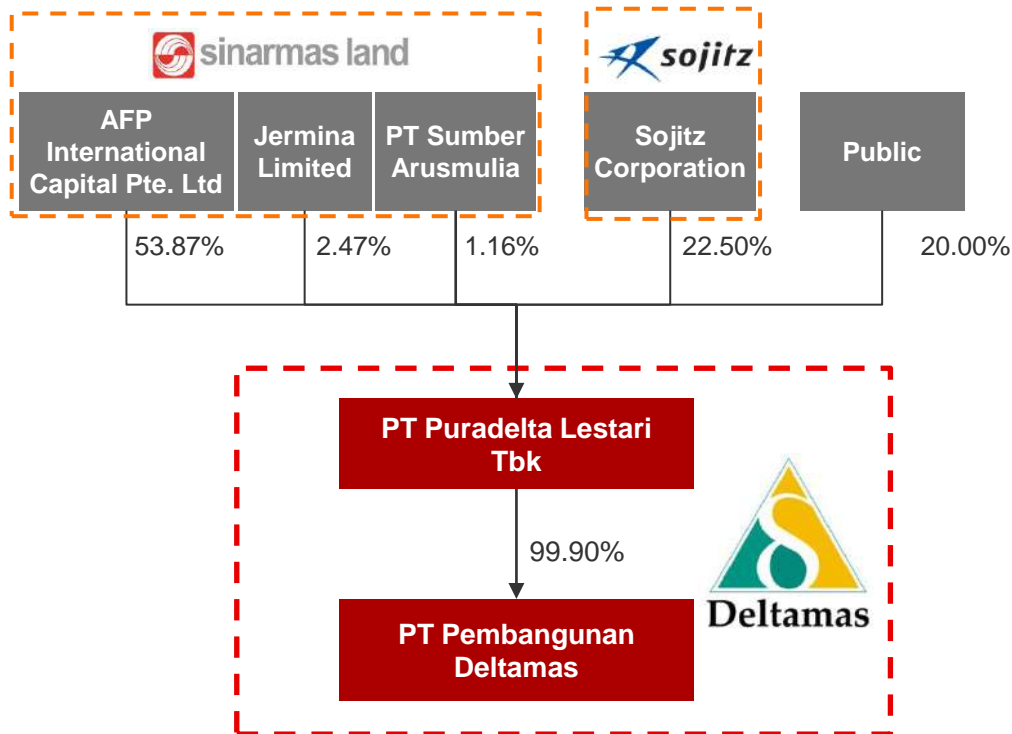 sinarmas land
sojitz
AFP
International
Capital Pte. Ltd
Jermina
Limited
PT Sumber
Arusmulia
Sojitz
Corporation
Public
53.87%
2.47%
1.16%
22.50%
20.00%
PT Puradelta Lestari
Tbk
99.90%
PT Pembangunan
Deltamas
Deltamas